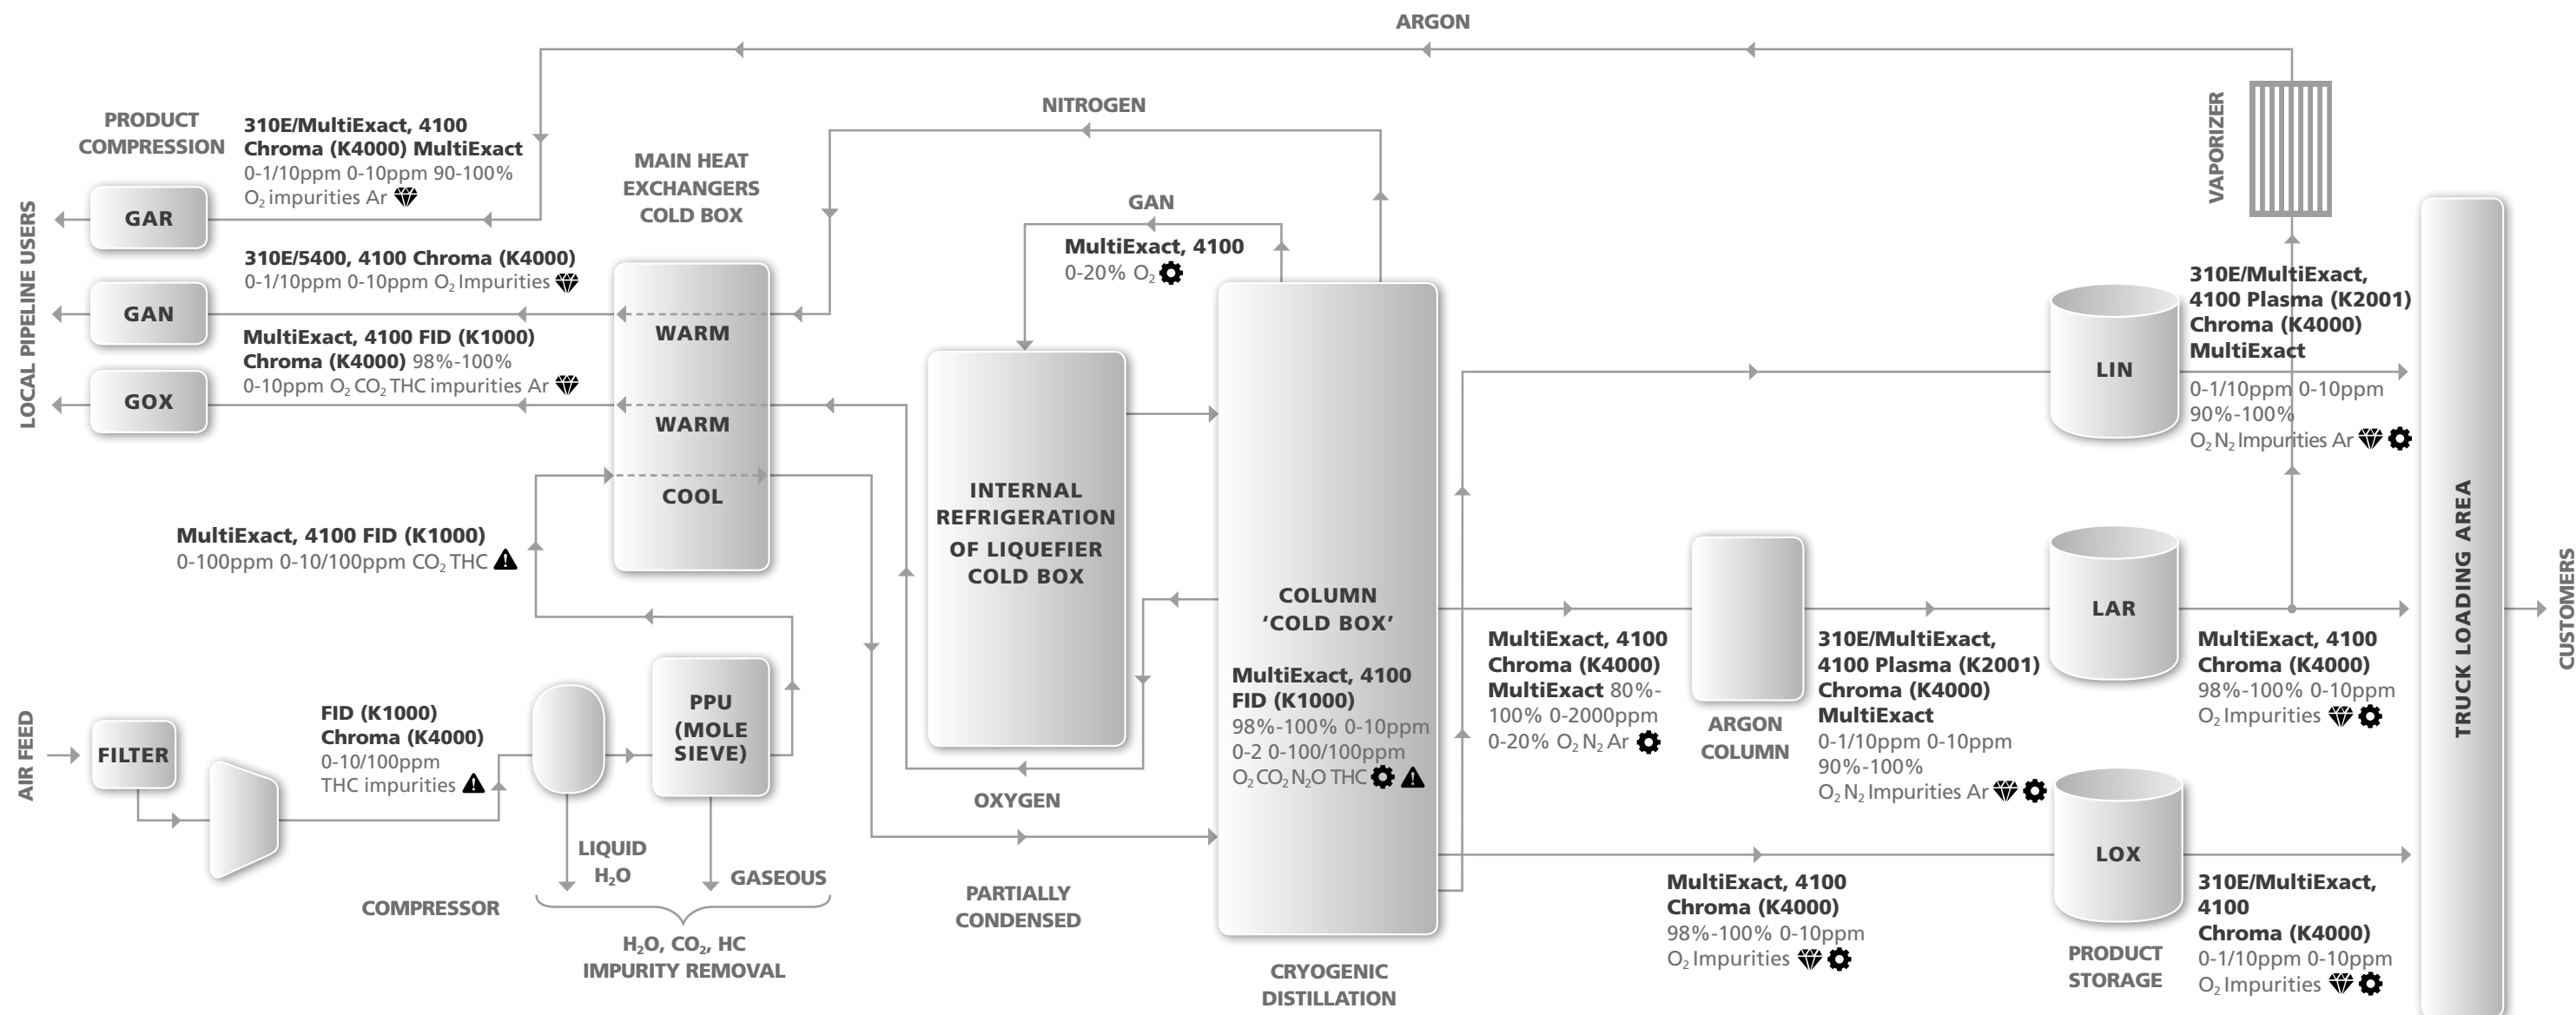 ARGON
NITROGEN
PRODUCT
COMPRESSION
310E/MultiExact, 4100
Chroma (K4000) MultiExact
0-1/10ppm 0-10ppm 90-100%
O₂ impurities Ar
GAR
MAIN HEAT
EXCHANGERS
COLD BOX
GAN
MultiExact, 4100
0-20% O₂
VAPORIZER
LOCAL PIPELINE USERS
310E/5400, 4100 Chroma (K4000)
0-1/10ppm 0-10ppm O₂ Impurities
GAN
WARM
MultiExact, 4100 FID (K1000)
Chroma (K4000) 98%-100%
0-10ppm O₂ CO₂ THC impurities Ar
GOX
WARM
COOL
310E/MultiExact,
4100 Plasma (K2001)
Chroma (K4000)
MultiExact
0-1/10ppm 0-10ppm
90%-100%
O₂ N₂ Impurities Ar
LIN
INTERNAL
REFRIGERATION
OF LIQUEFIER
COLD BOX
MultiExact, 4100 FID (K1000)
0-100ppm 0-10/100ppm CO₂ THC
COLUMN
‘COLD BOX’
MultiExact, 4100
FID (K1000)
98%-100% 0-10ppm
0-2 0-100/100ppm
O₂ CO₂ N₂O THC
MultiExact, 4100
Chroma (K4000)
MultiExact 80%-
100% 0-2000ppm
0-20% O₂ N₂ Ar
ARGON
COLUMN
310E/MultiExact,
4100 Plasma (K2001)
Chroma (K4000)
MultiExact
0-1/10ppm 0-10ppm
90%-100%
O₂ N₂ Impurities Ar
LAR
MultiExact, 4100
Chroma (K4000)
98%-100% 0-10ppm
O₂ Impurities
TRUCK LOADING AREA
CUSTOMERS
AIR FEED
FILTER
FID (K1000)
Chroma (K4000)
0-10/100ppm
THC impurities
PPU
(MOLE
SIEVE)
OXYGEN
LIQUID
H₂O
GASEOUS
COMPRESSOR
H₂O, CO₂, HC
IMPURITY REMOVAL
PARTIALLY
CONDENSED
CRYOGENIC
DISTILLATION
MultiExact, 4100
Chroma (K4000)
98%-100% 0-10ppm
O₂ Impurities
LOX
PRODUCT
STORAGE
310E/MultiExact,
4100
Chroma (K4000)
0-1/10ppm 0-10ppm
O₂ Impurities